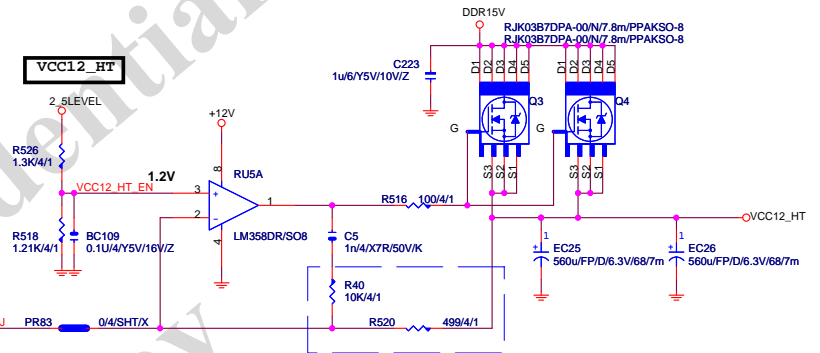 DDR15V
RJK03B7DPA-00/N/7.8m/PPAKSO-8
RJK03B7DPA-00/N/7.8m/PPAKSO-8
VCC12_HT
C223
1u/6/Y5V/10V/Z
D1 D2 D3 D4 D5
D1 D2 D3 D4 D5
2_5LEVEL
+12V
Q3
Q4
G
G
R526
1.3K/4/1
1.2V
8
RU5A
S3 S2 S1
S3 S2 S1
VCC12_HT_EN
3
+
1
R516 100/4/1
2
-
VCC12_HT
R518
1.21K/4/1
BC109
0.1U/4/Y5V/16V/Z
4
LM358DR/SO8
C5
1n/4/X7R/50V/K
1
+
EC25
560u/FP/D/6.3V/68/7m
1
+
EC26
560u/FP/D/6.3V/68/7m
R40
10K/4/1
J
PR83
0/4/SHT/X
R520
499/4/1
dential